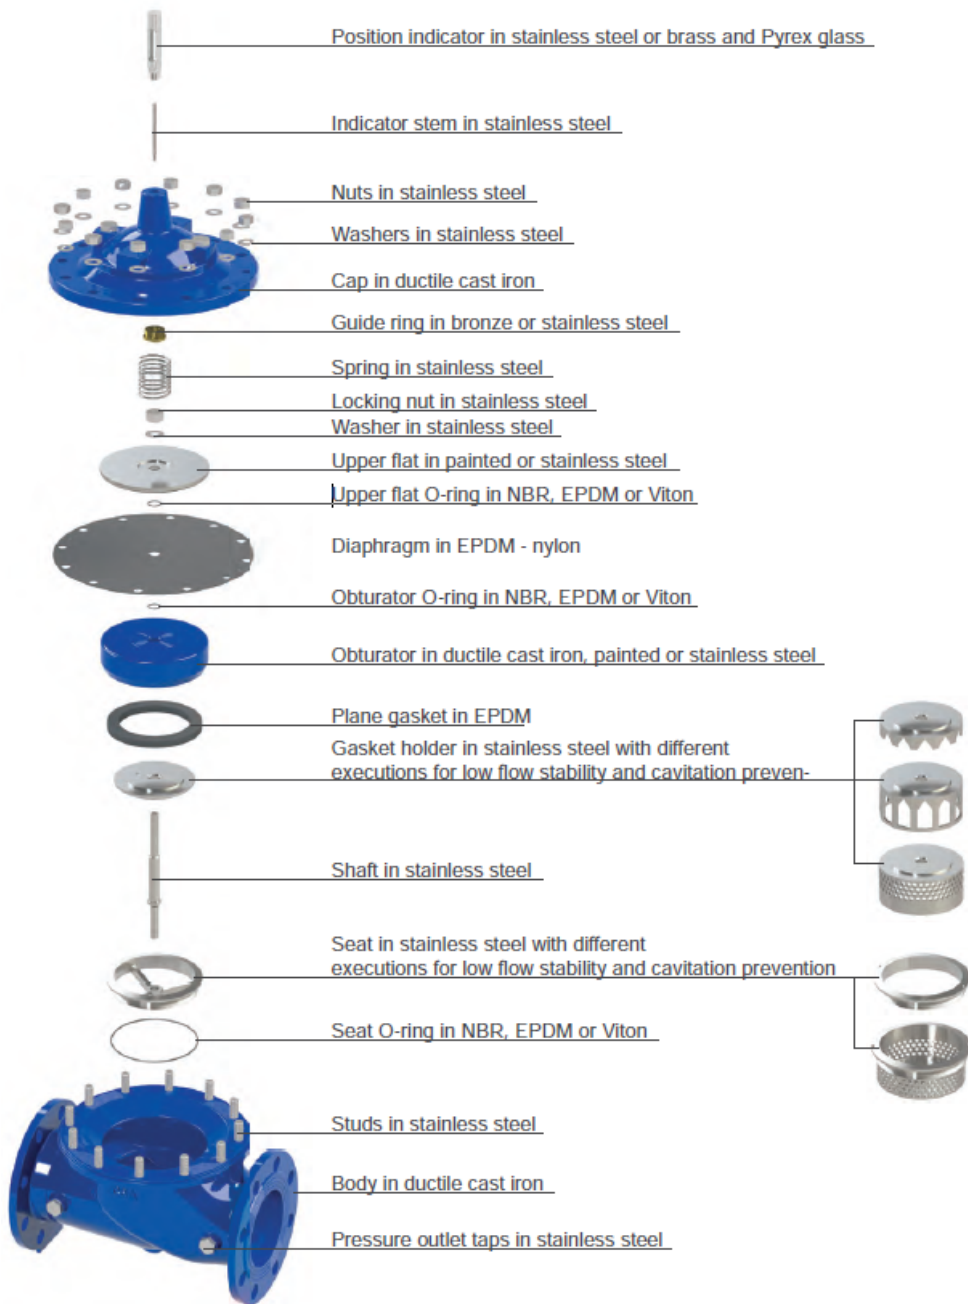 Position indicator in stainless steel or brass and Pyrex glass
Indicator stem in stainless steel
Nuts in stainless steel
Washers in stainless steel
Cap in ductile cast iron
Guide ring in bronze or stainless steel
Spring in stainless steel
Locking nut in stainless steel
Washer in stainless steel
Upper flat in painted or stainless steel
Upper flat O-ring in NBR, EPDM or Viton
Diaphragm in EPDM - nylon
Obturator O-ring in NBR, EPDM or Viton
Obturator in ductile cast iron, painted or stainless steel
Plane gasket in EPDM
Gasket holder in stainless steel with different
executions for low flow stability and cavitation preven-
Shaft in stainless steel
Seat in stainless steel with different
executions for low flow stability and cavitation prevention
Seat O-ring in NBR, EPDM or Viton
Studs in stainless steel
Body in ductile cast iron
Pressure outlet taps in stainless steel